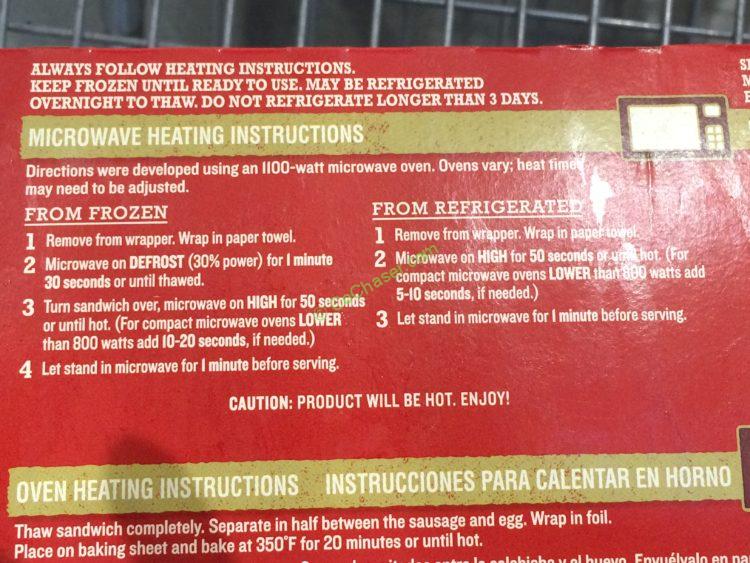 ALWAYS FOLLOW HEATING INSTRUCTIONS.
KEEP FROZEN UNTIL READY TO USE. MAY BE REFRIGERATED
OVERNIGHT TO THAW. DO NOT REFRIGERATE LONGER THAN 3 DAYS.
MICROWAVE HEATING INSTRUCTIONS
Directions were developed using an 1100-watt microwave oven. Ovens vary; heat time
may need to be adjusted.
FROM FROZEN
1 Remove from wrapper. Wrap in paper towel.
2 Microwave on DEFROST (30% power) for 1 minute
30 seconds or until thawed.
3 Turn sandwich over, microwave on HIGH for 50 seconds
or until hot. (For compact microwave ovens LOWER
than 800 watts add 10-20 seconds, if needed.)
4 Let stand in microwave for 1 minute before serving.
FROM REFRIGERATED
1 Remove from wrapper. Wrap in paper towel.
2 Microwave on HIGH for 50 seconds or until hot. (For
compact microwave ovens LOWER than 800 watts add
5-10 seconds, if needed.)
3 Let stand in microwave for 1 minute before serving.
CAUTION: PRODUCT WILL BE HOT. ENJOY!
OVEN HEATING INSTRUCTIONS INSTRUCCIONES PARA CALENTAR EN HORNO
Thaw sandwich completely. Separate in half between the sausage and egg. Wrap in foil.
Place on baking sheet and bake at 350°F for 20 minutes or until hot.
entre la salchicha y el huevo. Envuélvalo en